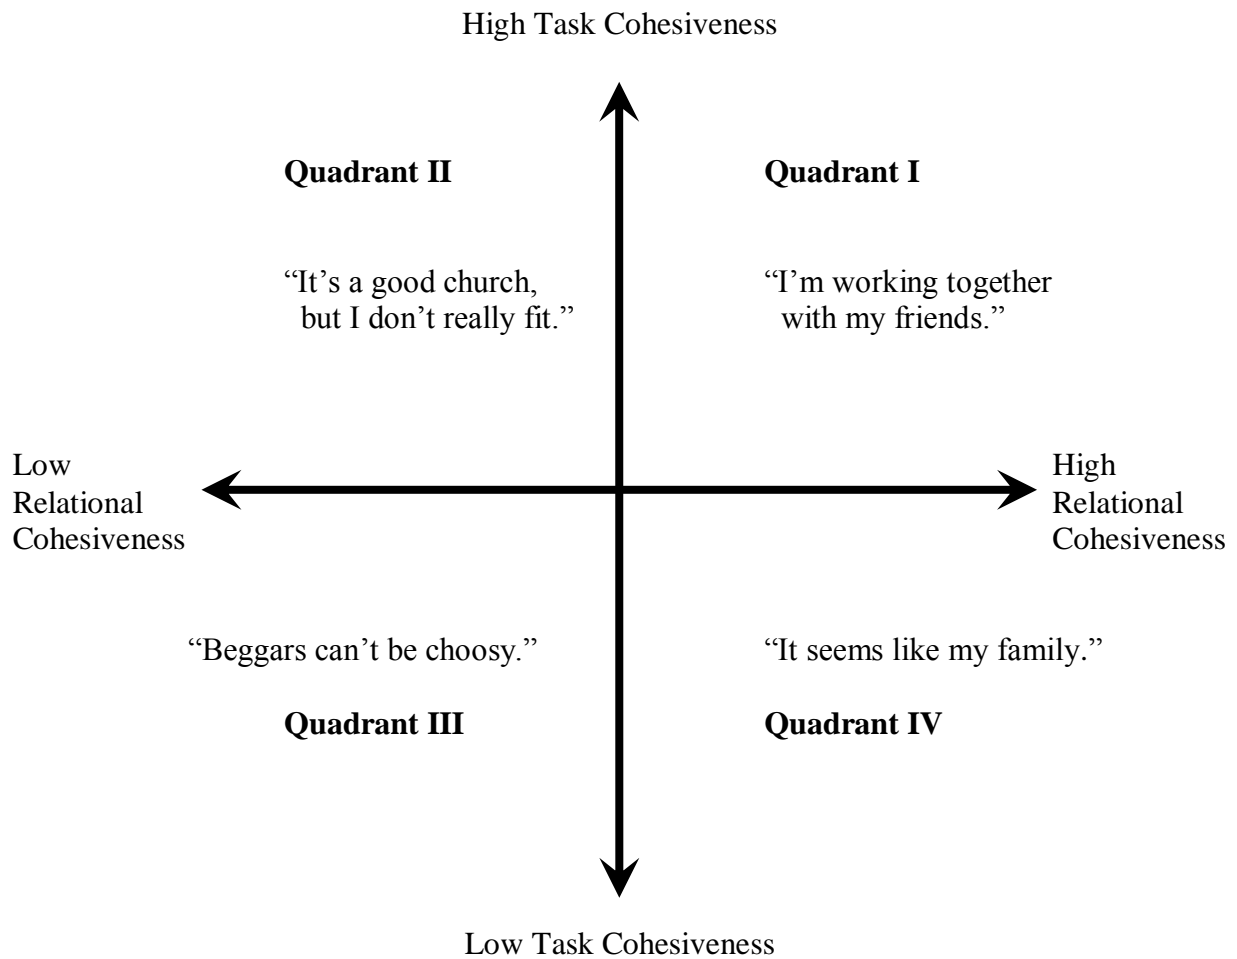 High Task Cohesiveness
Quadrant II
Quadrant I
“It’s a good church,
but I don’t really fit.”
“I’m working together
with my friends.”
Low
Relational
Cohesiveness
High
Relational
Cohesiveness
“Beggars can’t be choosy.”
“It seems like my family.”
Quadrant III
Quadrant IV
Low Task Cohesiveness